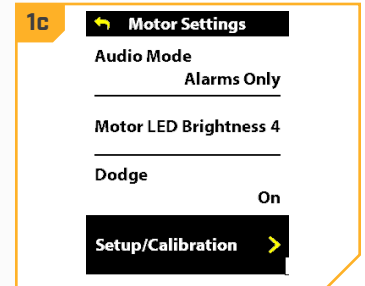 1c
Motor Settings
Audio Mode
Alarms Only
Motor LED Brightness 4
Dodge
On
Setup/Calibration